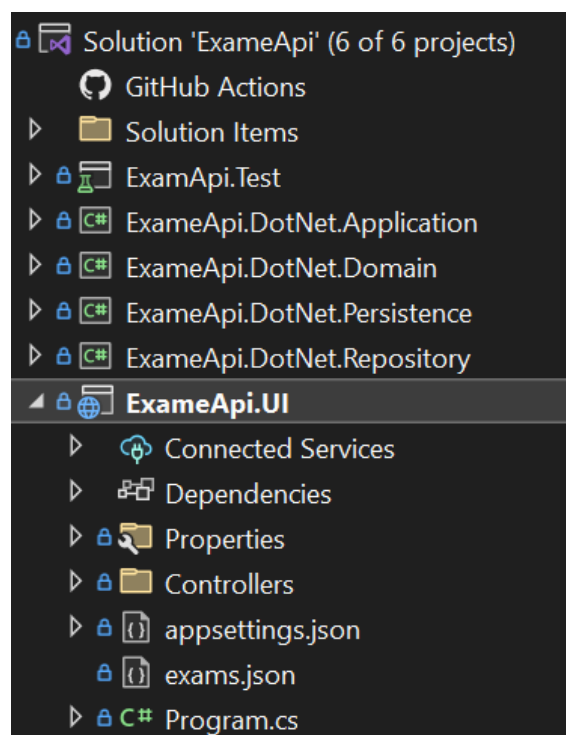 Solution 'ExameApi' (6 of 6 projects)
GitHub Actions
Solution Items
ExamApi.Test
C# ExameApi.DotNet.Application
C# ExameApi.DotNet.Domain
C# ExameApi.DotNet.Persistence
C# ExameApi.DotNet.Repository
ExameApi.UI
Connected Services
Dependencies
Properties
Controllers
appsettings.json
exams.json
C# Program.cs